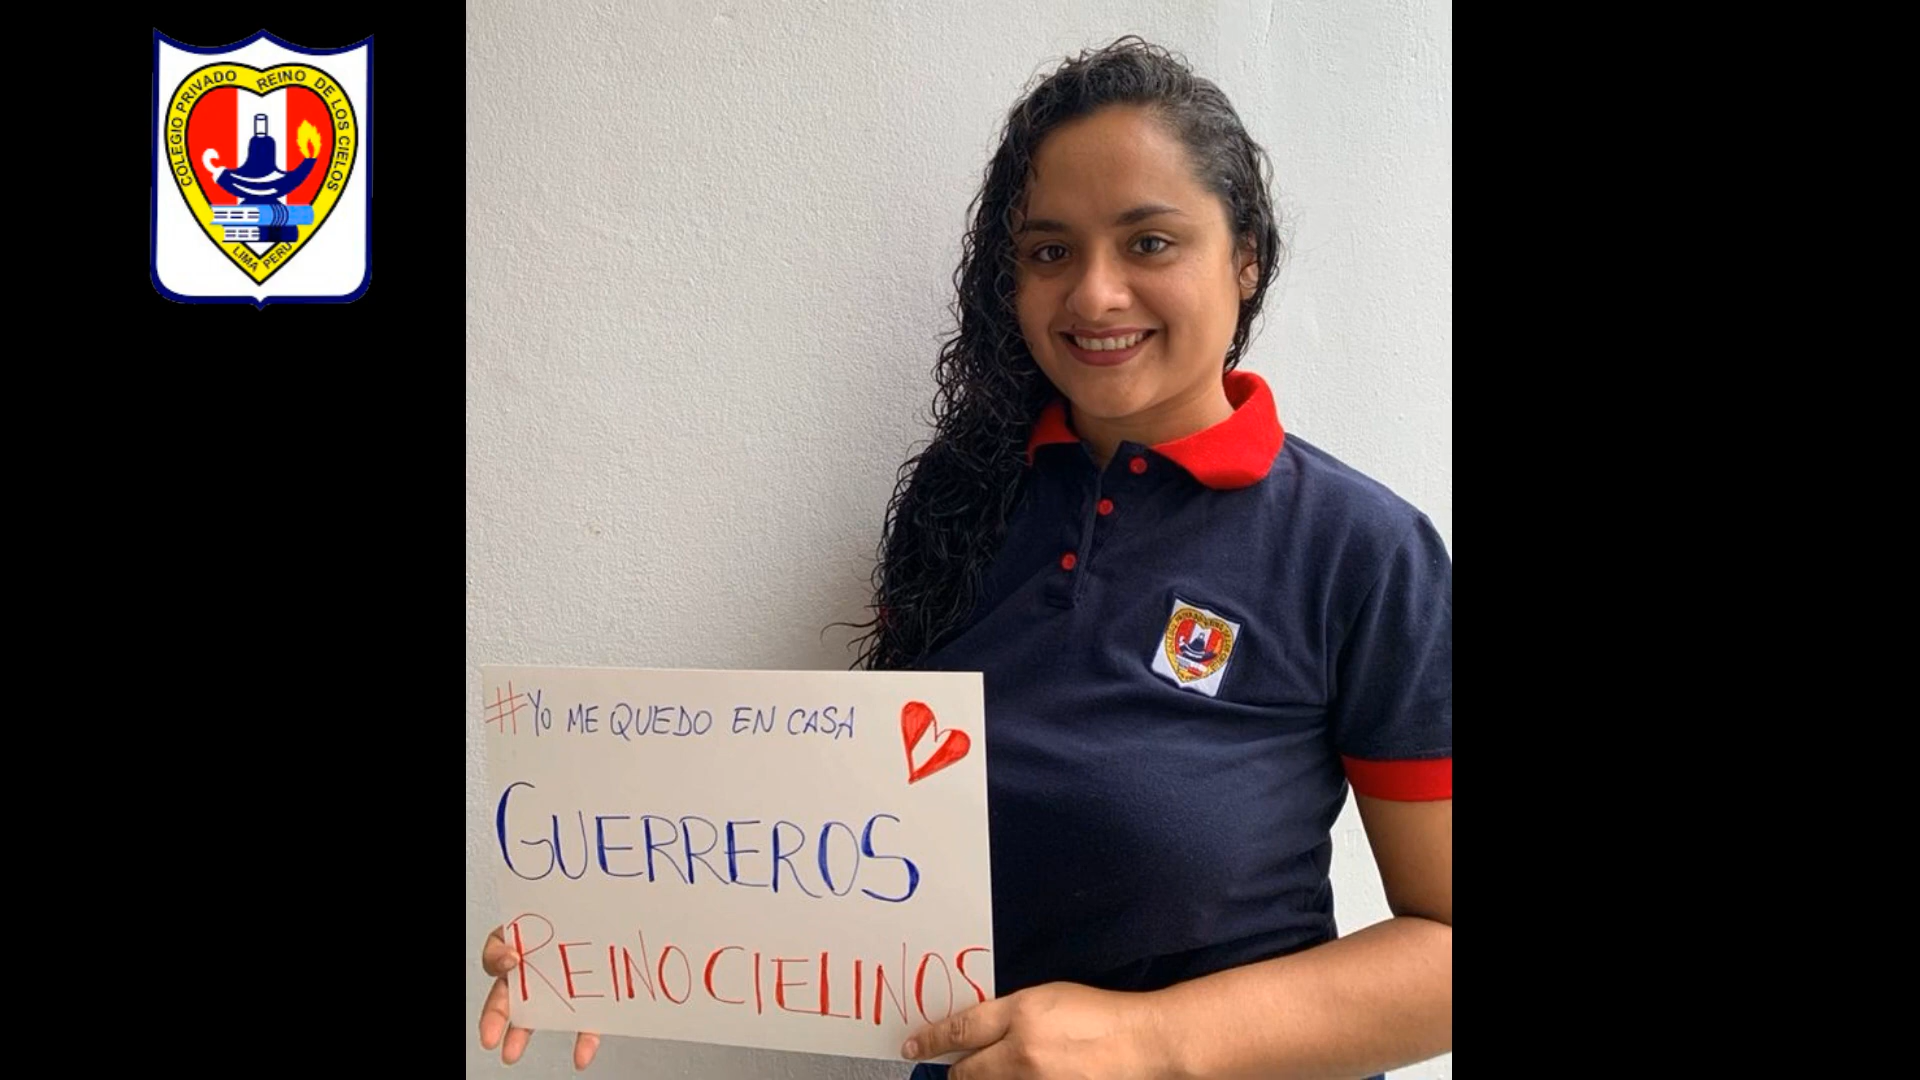 COLEGIO PRIVADO REINO DE LOS CIELOS
LIMA PERU
#YO ME QUEDO EN CASA
GUERREROS
REINOCIELINOS